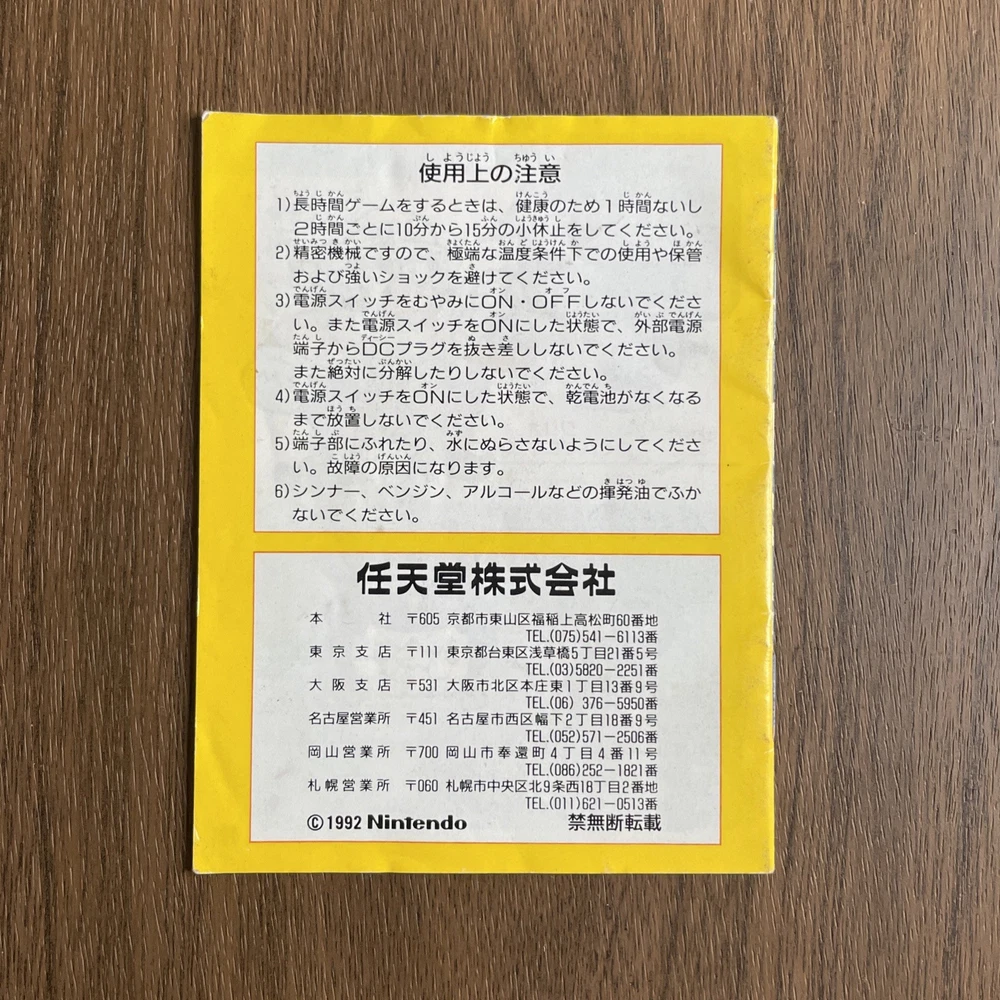 使用上の注意
1)長時間ゲームをするときは、健康のため1時間ないし
2時間ごとに10分から15分の小休止をしてください。
2)精密機械ですので、極端な温度条件下での使用や保管
および強いショックを避けてください。
3)電源スイッチをむやみにON・OFFしないでくださ
い。また電源スイッチをONにした状態で、外部電源
端子からDCプラグを抜き差ししないでください。
また絶対に分解したりしないでください。
4)電源スイッチをONにした状態で、乾電池がなくなる
まで放置しないでください。
5)端子部にふれたり、水にぬらさないようにしてくださ
い。故障の原因になります。
6)シンナー、ベンジン、アルコールなどの揮発油でふか
ないでください。
任天堂株式会社
本社 〒605 京都市東山区福稲上高松町60番地
TEL.(075)541-6113番
東京支店 〒111 東京都台東区浅草橋5丁目21番5号
TEL.(03)5820-2251番
大阪支店 〒531 大阪市北区本庄東1丁目13番9号
TEL.(06) 376-5950番
名古屋営業所 〒451 名古屋市西区幅下2丁目18番9号
TEL.(052)571-2506番
岡山営業所 〒700 岡山市奉還町4丁目4番11号
TEL.(086)252-1821番
札幌営業所 〒060 札幌市中央区北9条西18丁目2番地
TEL.(011)621-0513番
©1992 Nintendo 禁無断転載